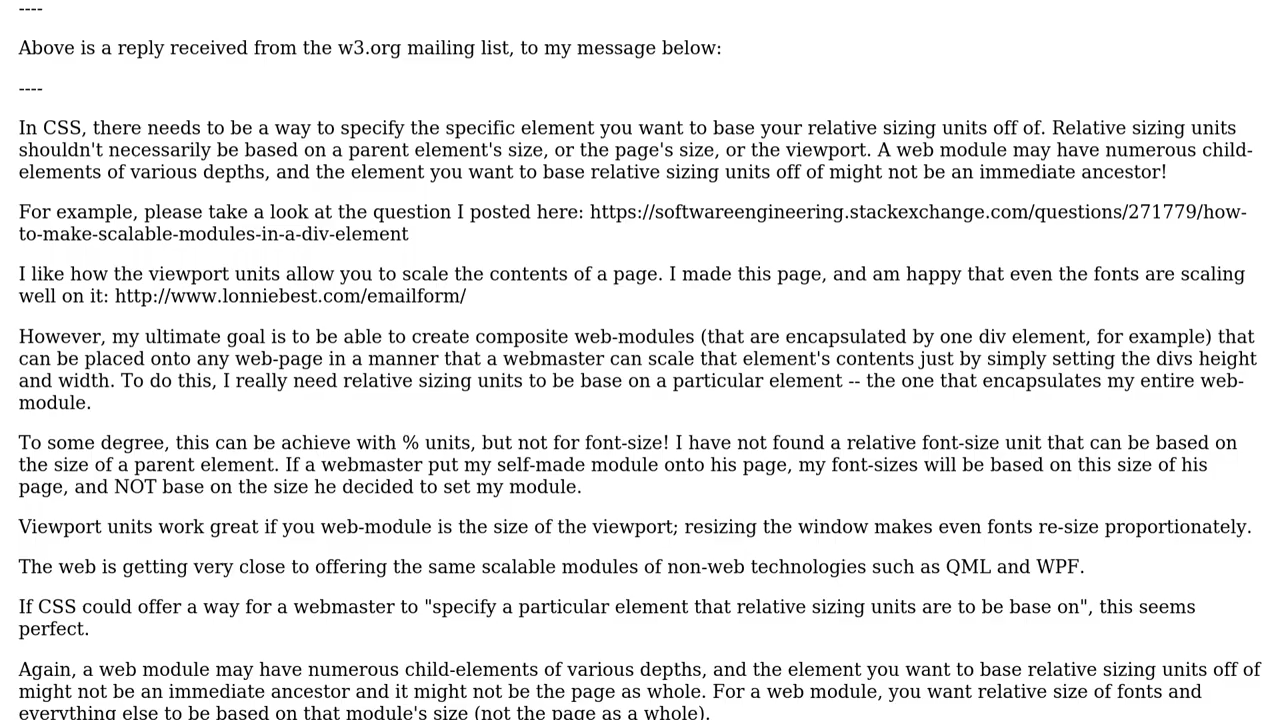 ----
Above is a reply received from the w3.org mailing list, to my message below:
----
In CSS, there needs to be a way to specify the specific element you want to base your relative sizing units off of. Relative sizing units
shouldn't necessarily be based on a parent element's size, or the page's size, or the viewport. A web module may have numerous child-
elements of various depths, and the element you want to base relative sizing units off of might not be an immediate ancestor!
For example, please take a look at the question I posted here: https://softwareengineering.stackexchange.com/questions/271779/how-
to-make-scalable-modules-in-a-div-element
I like how the viewport units allow you to scale the contents of a page. I made this page, and am happy that even the fonts are scaling
well on it: http://www.lonniebest.com/emailform/
However, my ultimate goal is to be able to create composite web-modules (that are encapsulated by one div element, for example) that
can be placed onto any web-page in a manner that a webmaster can scale that element's contents just by simply setting the divs height
and width. To do this, I really need relative sizing units to be base on a particular element -- the one that encapsulates my entire web-
module.
To some degree, this can be achieve with % units, but not for font-size! I have not found a relative font-size unit that can be based on
the size of a parent element. If a webmaster put my self-made module onto his page, my font-sizes will be based on this size of his
page, and NOT base on the size he decided to set my module.
Viewport units work great if you web-module is the size of the viewport; resizing the window makes even fonts re-size proportionately.
The web is getting very close to offering the same scalable modules of non-web technologies such as QML and WPF.
If CSS could offer a way for a webmaster to "specify a particular element that relative sizing units are to be base on", this seems
perfect.
Again, a web module may have numerous child-elements of various depths, and the element you want to base relative sizing units off of
might not be an immediate ancestor and it might not be the page as whole. For a web module, you want relative size of fonts and
everything else to be based on that module's size (not the page as a whole).